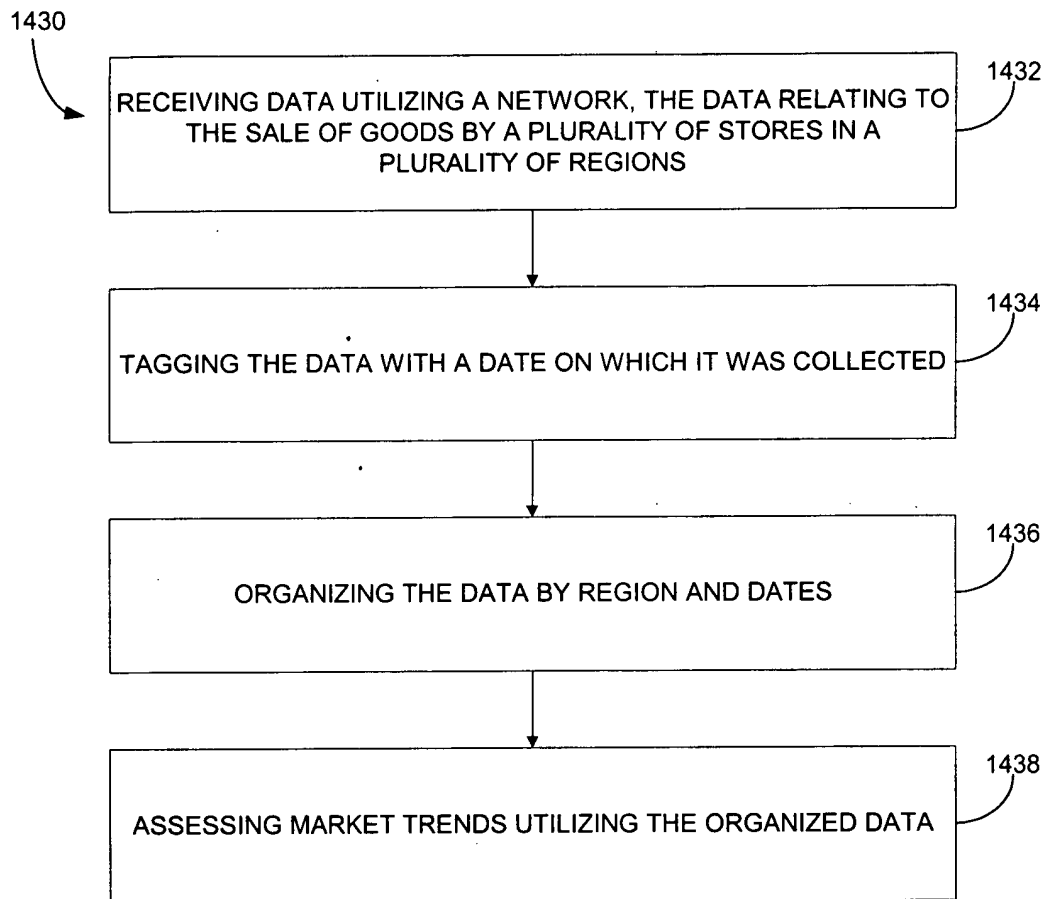 1430
1432
RECEIVING DATA UTILIZING A NETWORK, THE DATA RELATING TO
THE SALE OF GOODS BY A PLURALITY OF STORES IN A
PLURALITY OF REGIONS
1434
TAGGING THE DATA WITH A DATE ON WHICH IT WAS COLLECTED
1436
ORGANIZING THE DATA BY REGION AND DATES
1438
ASSESSING MARKET TRENDS UTILIZING THE ORGANIZED DATA